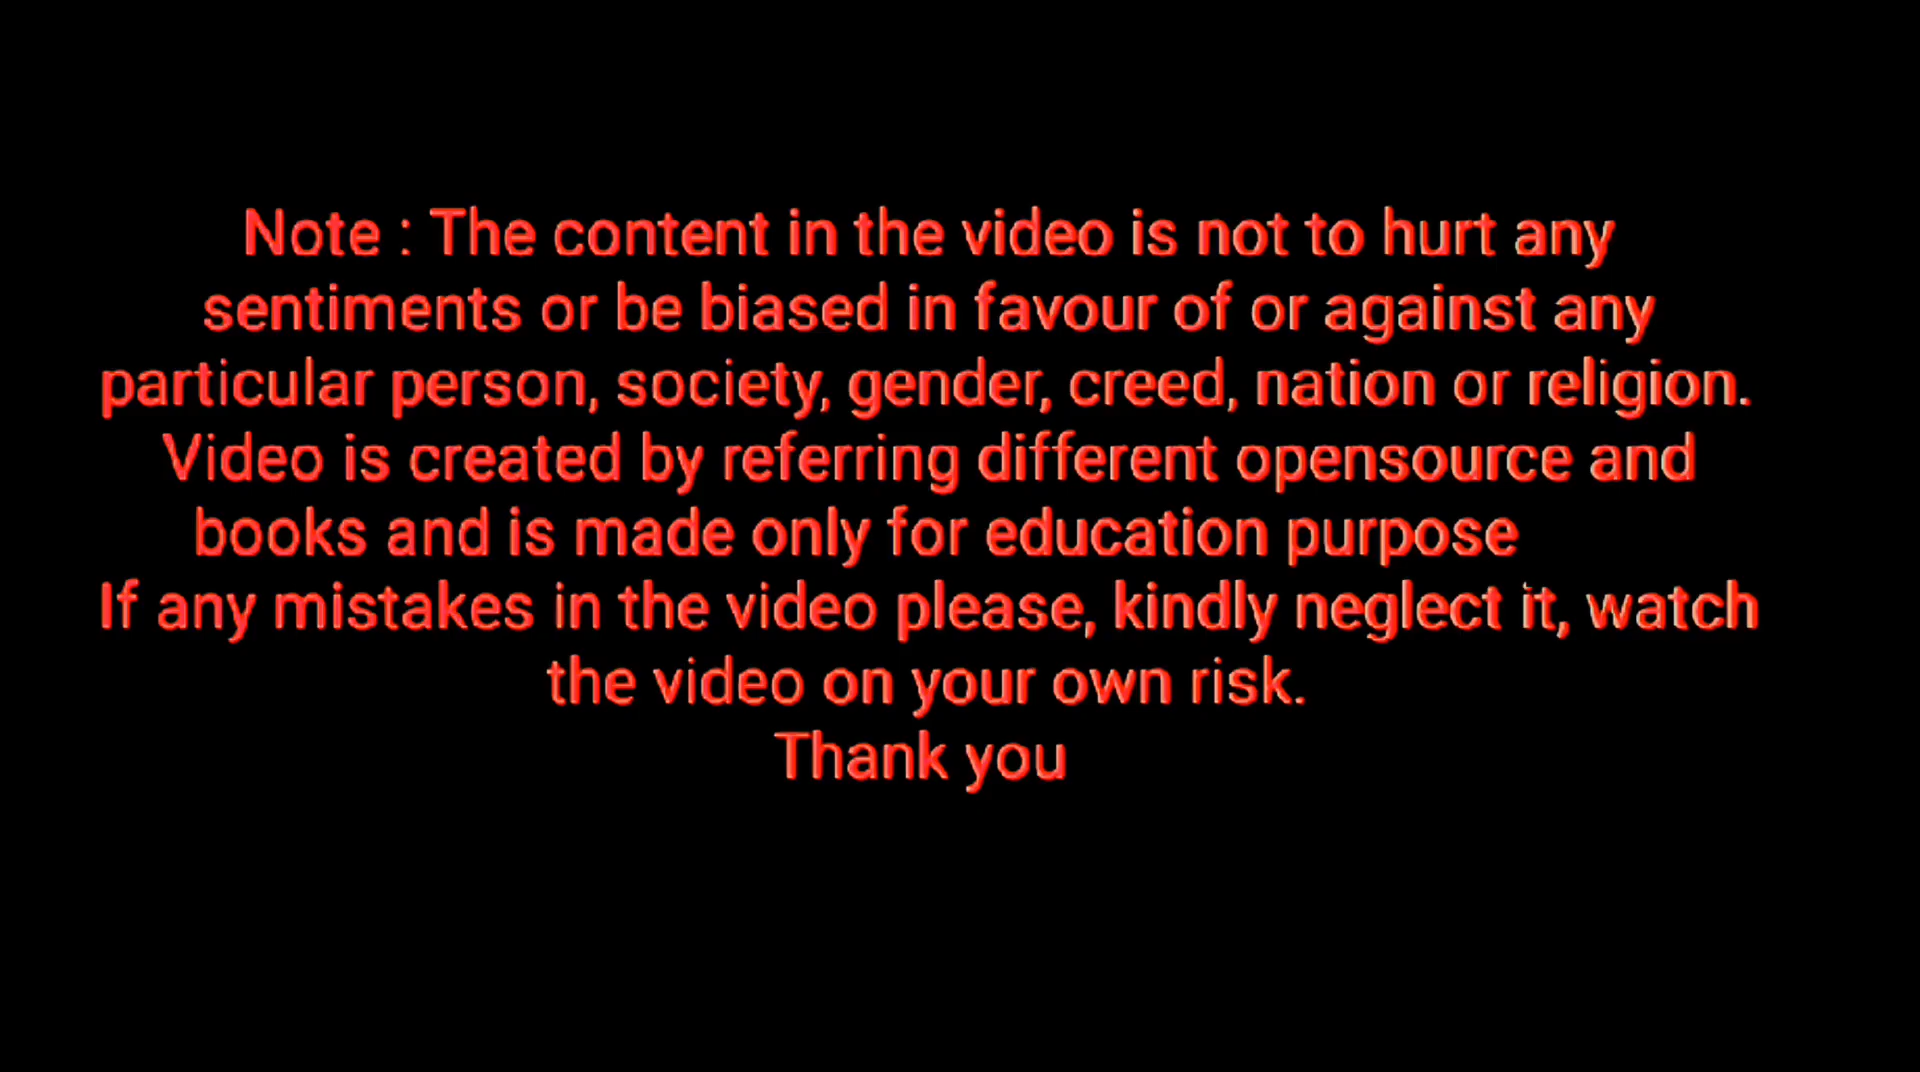 Note : The content in the video is not to hurt any
sentiments or be biased in favour of or against any
particular person, society, gender, creed, nation or religion.
Video is created by referring different opensource and
books and is made only for education purpose
If any mistakes in the video please, kindly neglect it, watch
the video on your own risk.
Thank you